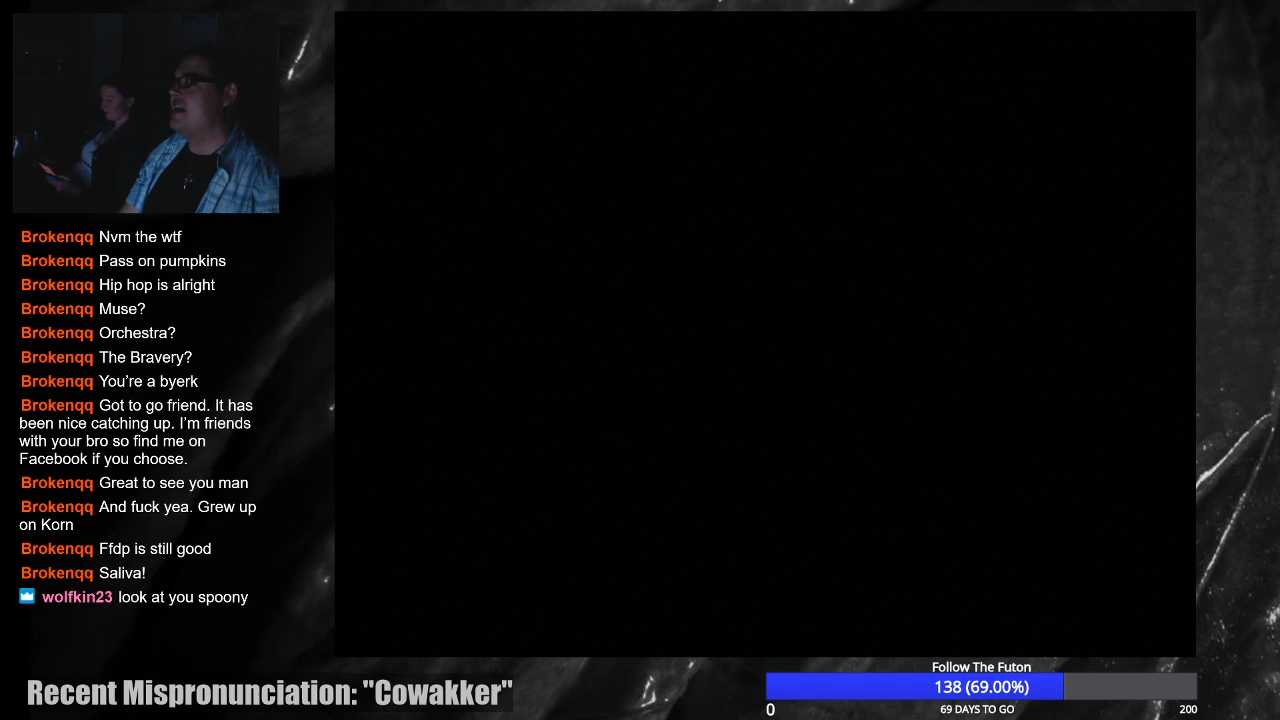 Brokenqq Nvm the wtf
Brokenqq Pass on pumpkins
Brokenqq Hip hop is alright
Brokenqq Muse?
Brokenqq Orchestra?
Brokenqq The Bravery?
Brokenqq You’re a byerk
Brokenqq Got to go friend. It has
been nice catching up. I’m friends
with your bro so find me on
Facebook if you choose.
Brokenqq Great to see you man
Brokenqq And fuck yea. Grew up
on Korn
Brokenqq Ffdp is still good
Brokenqq Saliva!
wolfkin23 look at you spoony
Recent Mispronunciation: "Cowakker"
Follow The Futon
138 (69.00%)
0
69 DAYS TO GO
200